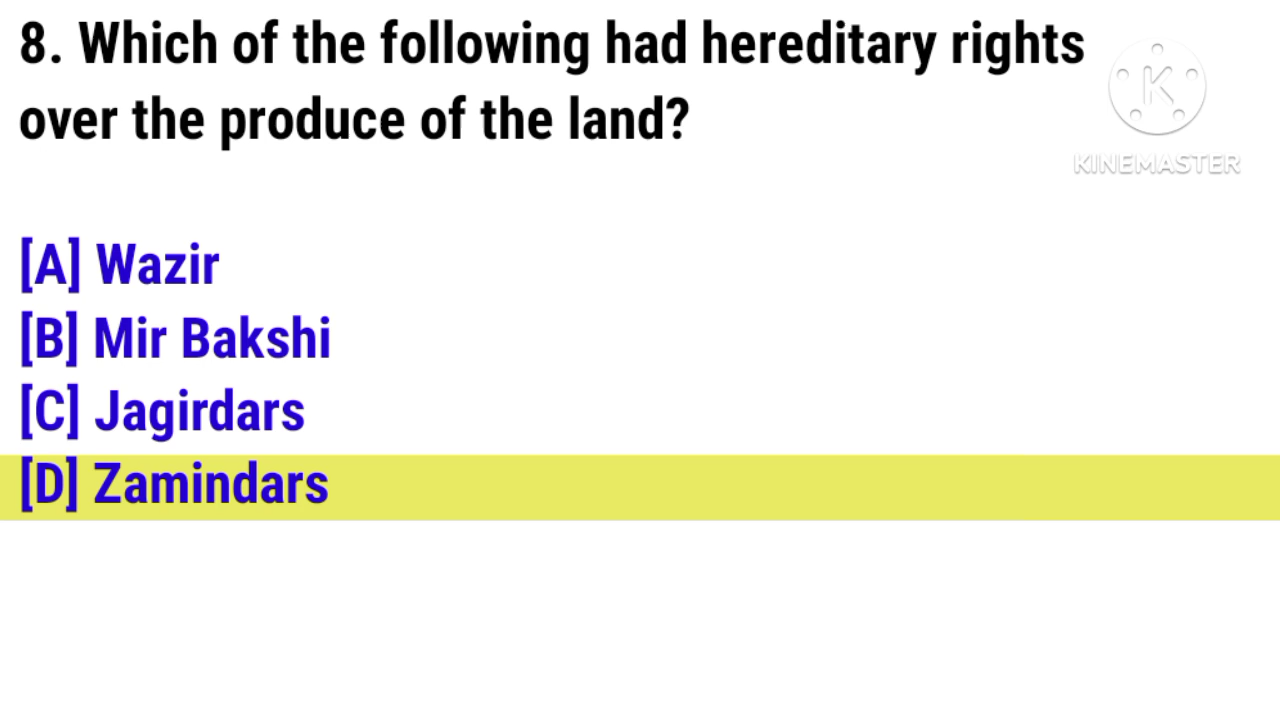 8. Which of the following had hereditary rights
over the produce of the land?
K
KINEMASTER
[A] Wazir
[B] Mir Bakshi
[C] Jagirdars
[D] Zamindars